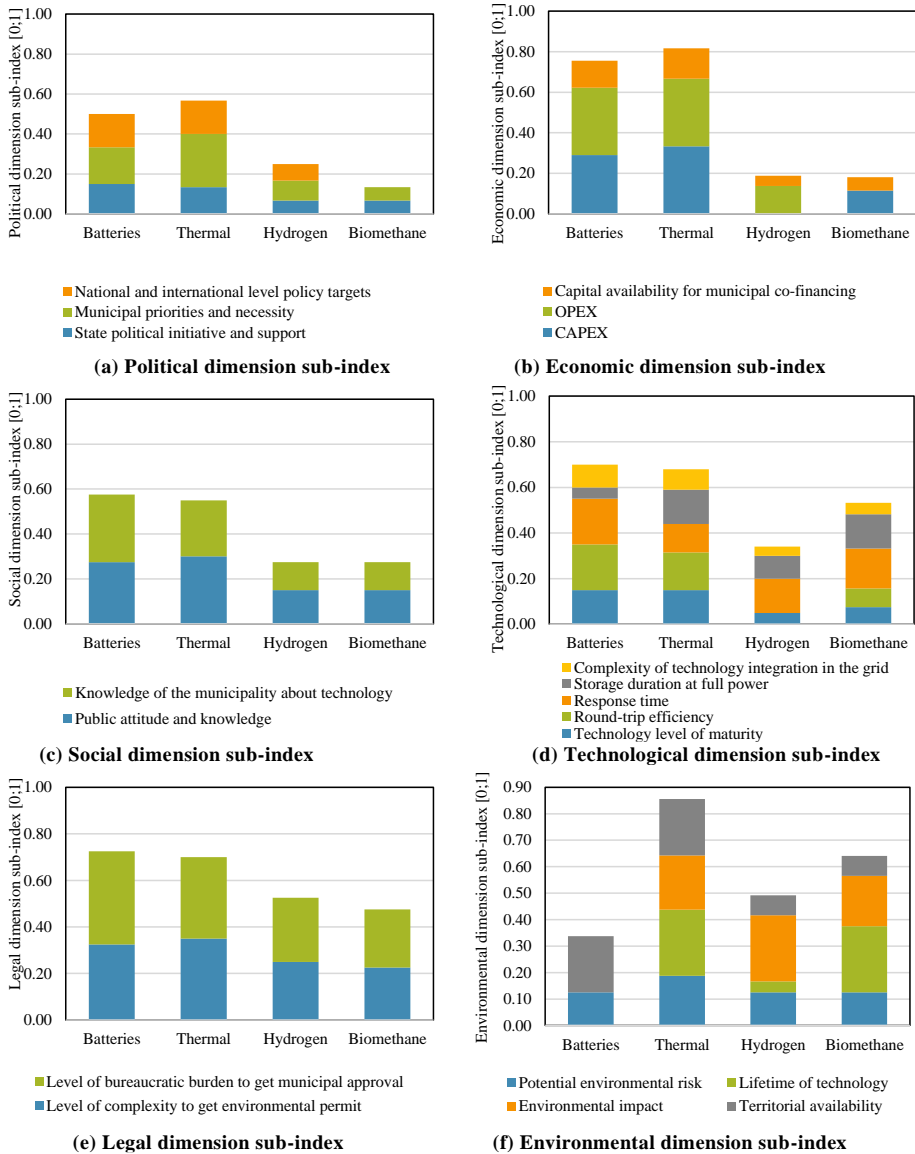 Political dimension sub-index [0;1]
1.00
0.80
0.60
0.40
0.20
0.00
Batteries Thermal Hydrogen Biomethane
National and international level policy targets
Municipal priorities and necessity
State political initiative and support
(a) Political dimension sub-index
Economic dimension sub-index [0;1]
1.00
0.80
0.60
0.40
0.20
0.00
Batteries Thermal Hydrogen Biomethane
Capital availability for municipal co-financing
OPEX
CAPEX
(b) Economic dimension sub-index
Social dimension sub-index [0;1]
1.00
0.80
0.60
0.40
0.20
0.00
Batteries Thermal Hydrogen Biomethane
Knowledge of the municipality about technology
Public attitude and knowledge
(c) Social dimension sub-index
Technological dimension sub-index [0;1]
1.00
0.80
0.60
0.40
0.20
0.00
Batteries Thermal Hydrogen Biomethane
Complexity of technology integration in the grid
Storage duration at full power
Response time
Round-trip efficiency
Technology level of maturity
(d) Technological dimension sub-index
Legal dimension sub-index [0;1]
1.00
0.80
0.60
0.40
0.20
0.00
Batteries Thermal Hydrogen Biomethane
Level of bureaucratic burden to get municipal approval
Level of complexity to get environmental permit
(e) Legal dimension sub-index
Environmental dimension sub-index [0;1]
0.90
0.80
0.70
0.60
0.50
0.40
0.30
0.20
0.10
0.00
Batteries Thermal Hydrogen Biomethane
Potential environmental risk Lifetime of technology
Environmental impact Territorial availability
(f) Environmental dimension sub-index